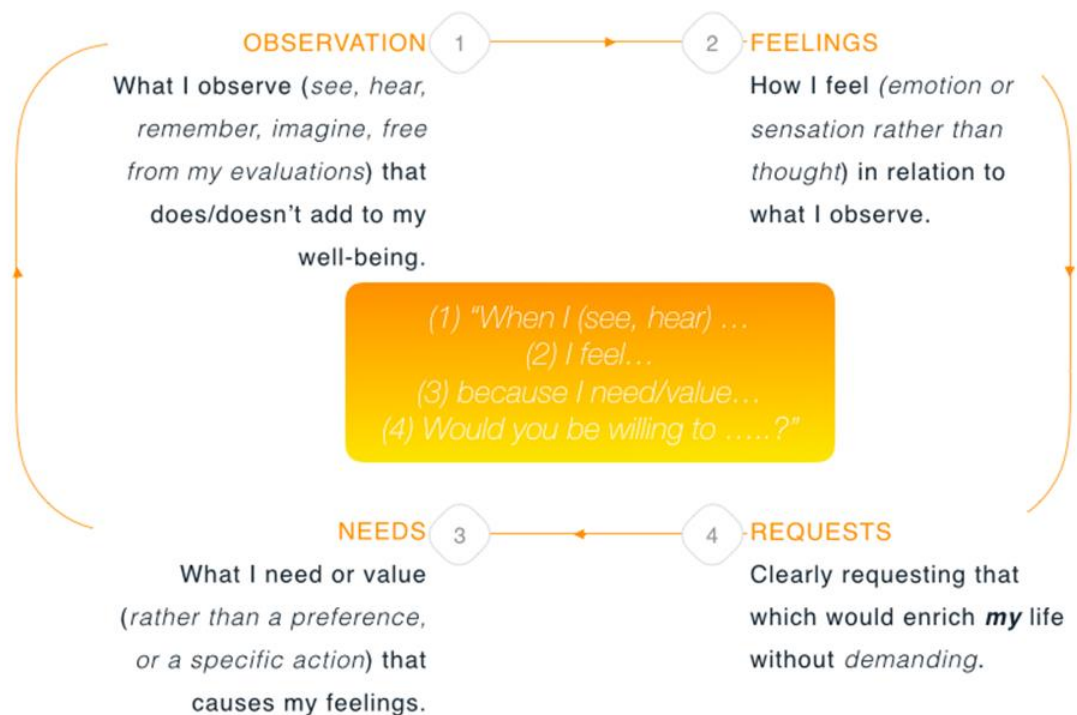 OBSERVATION
1
What I observe (see, hear,
remember, imagine, free
from my evaluations) that
does/doesn't add to my
well-being.
2
FEELINGS
How I feel (emotion or
sensation rather than
thought) in relation to
what I observe.
(1) "When I (see, hear) …
(2) I feel…
(3) because I need/value…
(4) Would you be willing to …..?"
NEEDS
3
What I need or value
(rather than a preference,
or a specific action) that
causes my feelings.
4
REQUESTS
Clearly requesting that
which would enrich my life
without demanding.